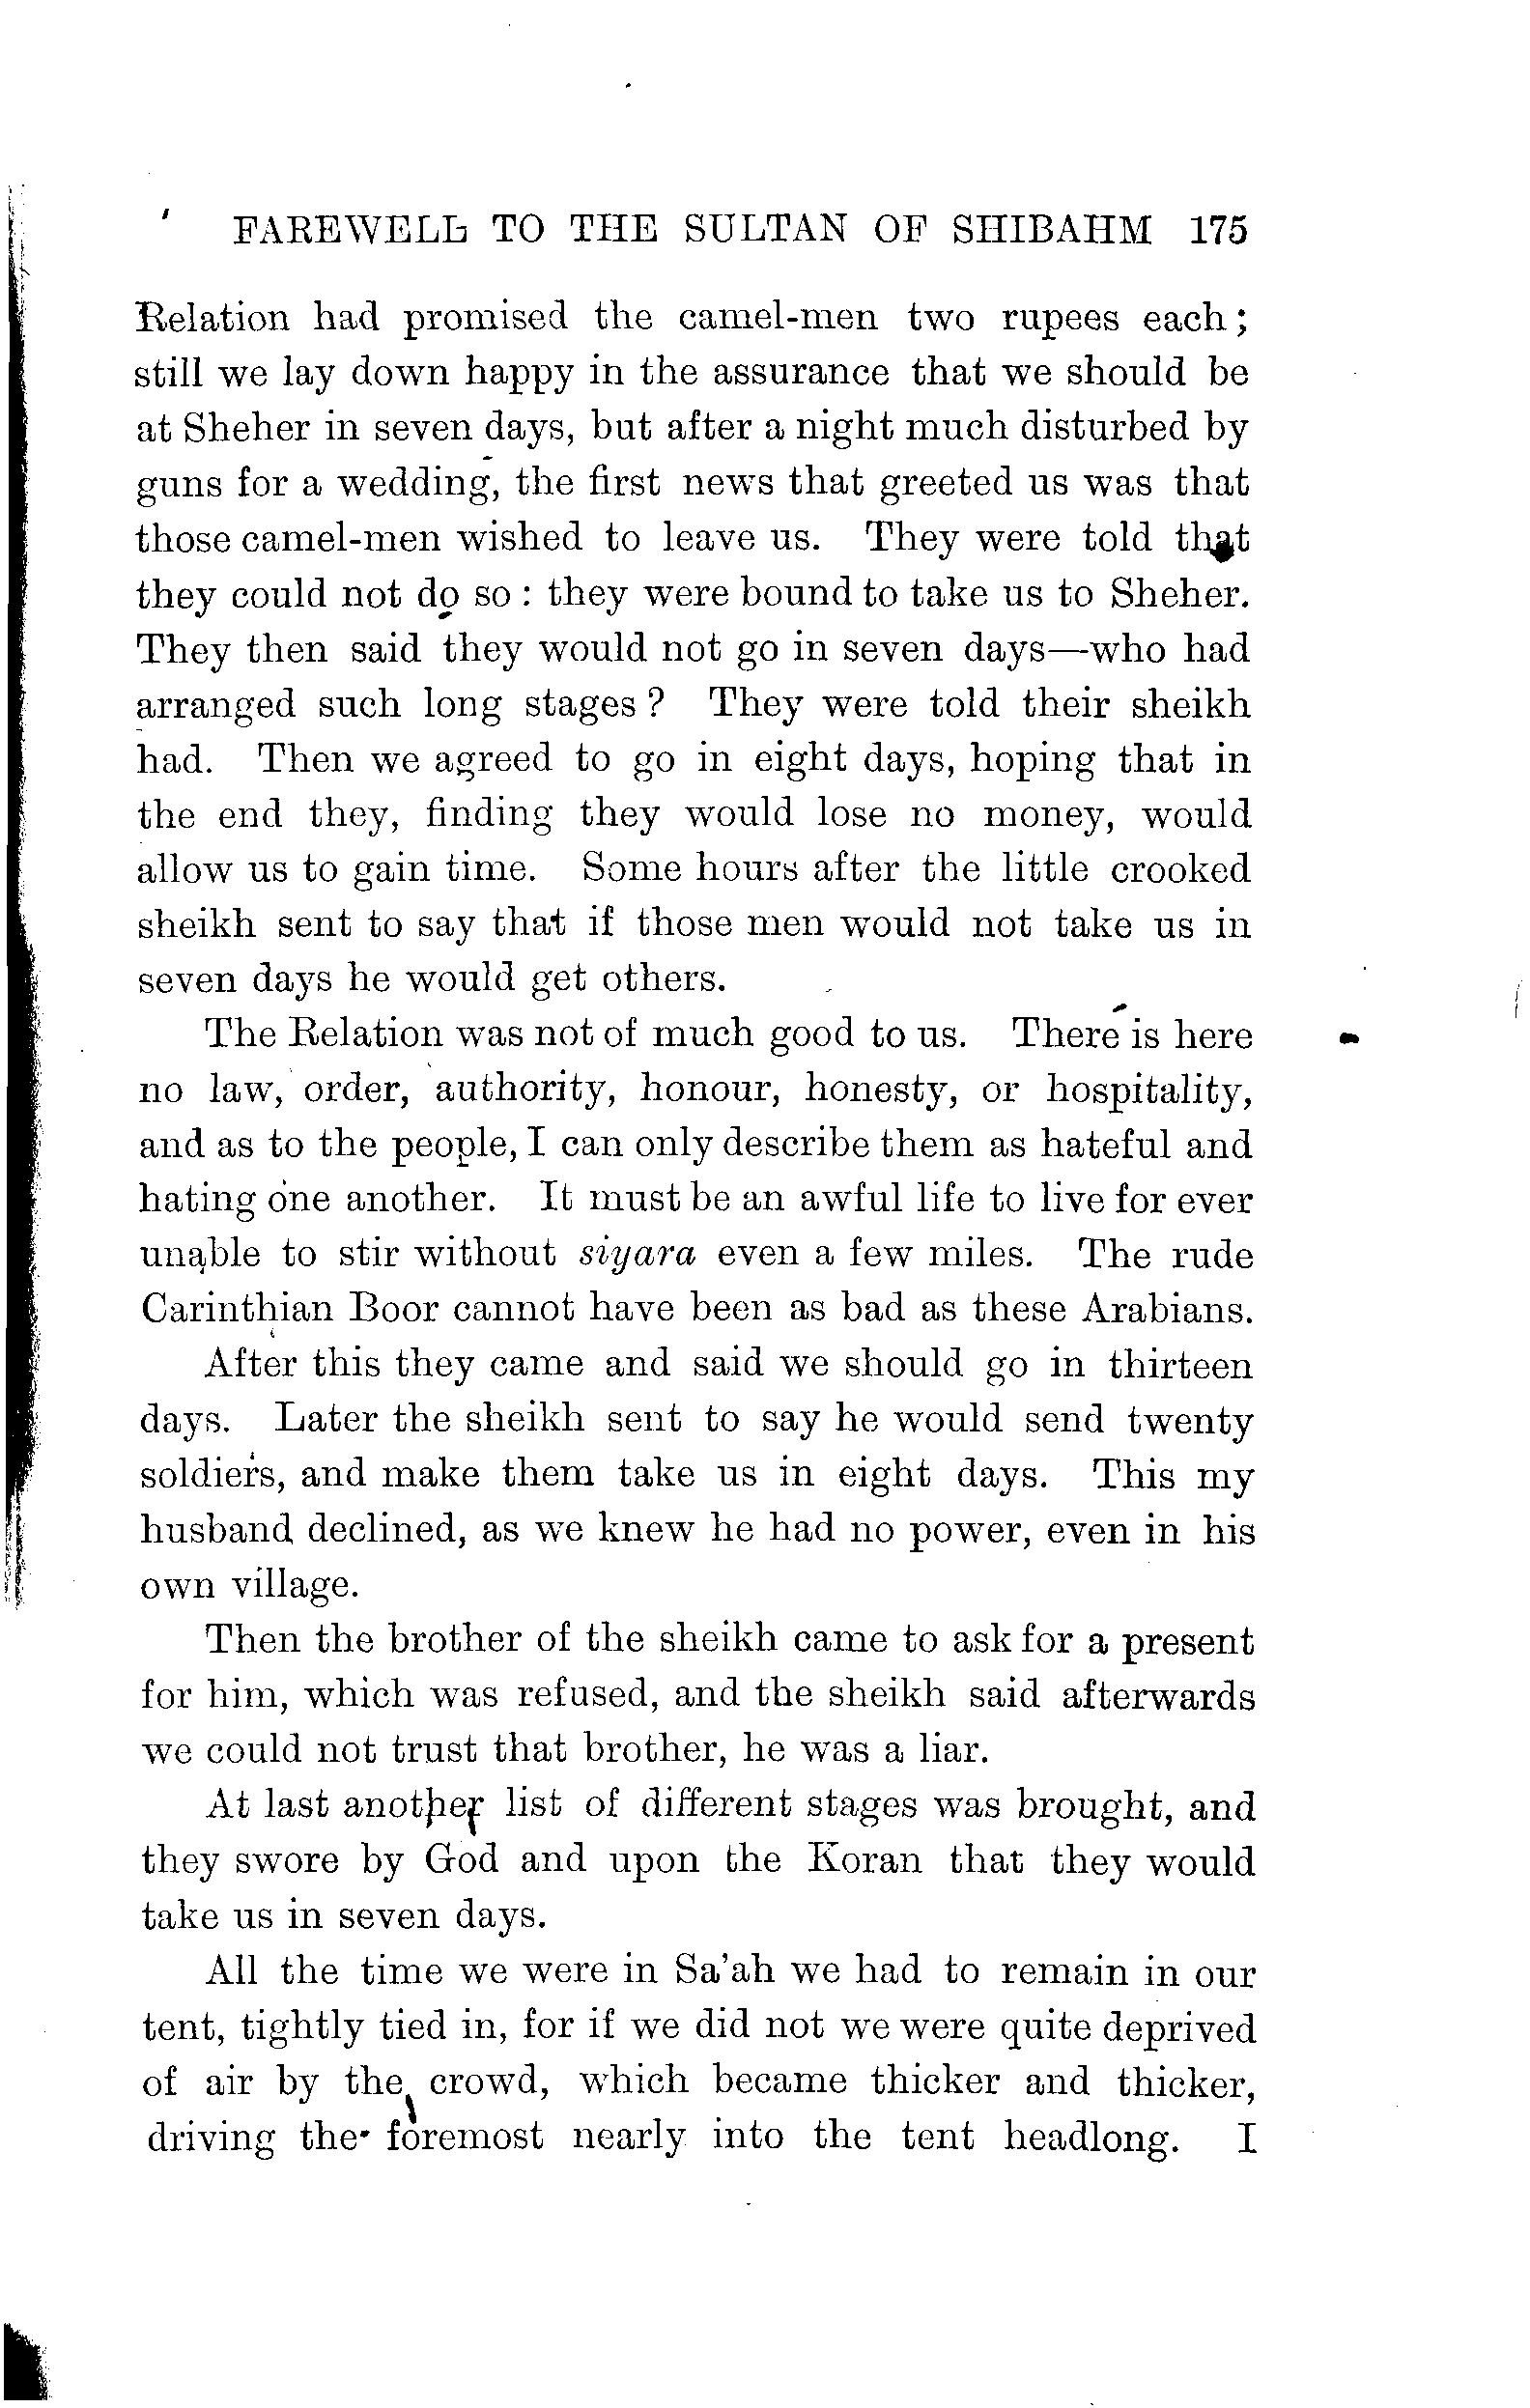 FAREWELL TO THE SULTAN OF SHIBAHM 175
Relation had promised the camel-men two rupees each;
still we lay down happy in the assurance that we should be
at Sheher in seven days, but after a night much disturbed by
guns for a wedding, the first news that greeted us was that
those camel-men wished to leave us. They were told that
they could not do so : they were bound to take us to Sheher.
They then said they would not go in seven days—who had
arranged such long stages ? They were told their sheikh
had. Then we agreed to go in eight days, hoping that in
the end they, finding they would lose no money, would
allow us to gain time. Some hours after the little crooked
sheikh sent to say that if those men would not take us in
seven days he would get others.
The Relation was not of much good to us. There is here
no law, order, authority, honour, honesty, or hospitality,
and as to the people, I can only describe them as hateful and
hating one another. It must be an awful life to live for ever
unable to stir without siyara even a few miles. The rude
Carinthian Boor cannot have been as bad as these Arabians.
After this they came and said we should go in thirteen
days. Later the sheikh sent to say he would send twenty
soldiers, and make them take us in eight days. This my
husband declined, as we knew he had no power, even in his
own village.
Then the brother of the sheikh came to ask for a present
for him, which was refused, and the sheikh said afterwards
we could not trust that brother, he was a liar.
At last another list of different stages was brought, and
they swore by God and upon the Koran that they would
take us in seven days.
All the time we were in Sa'ah we had to remain in our
tent, tightly tied in, for if we did not we were quite deprived
of air by the crowd, which became thicker and thicker,
driving the foremost nearly into the tent headlong. I